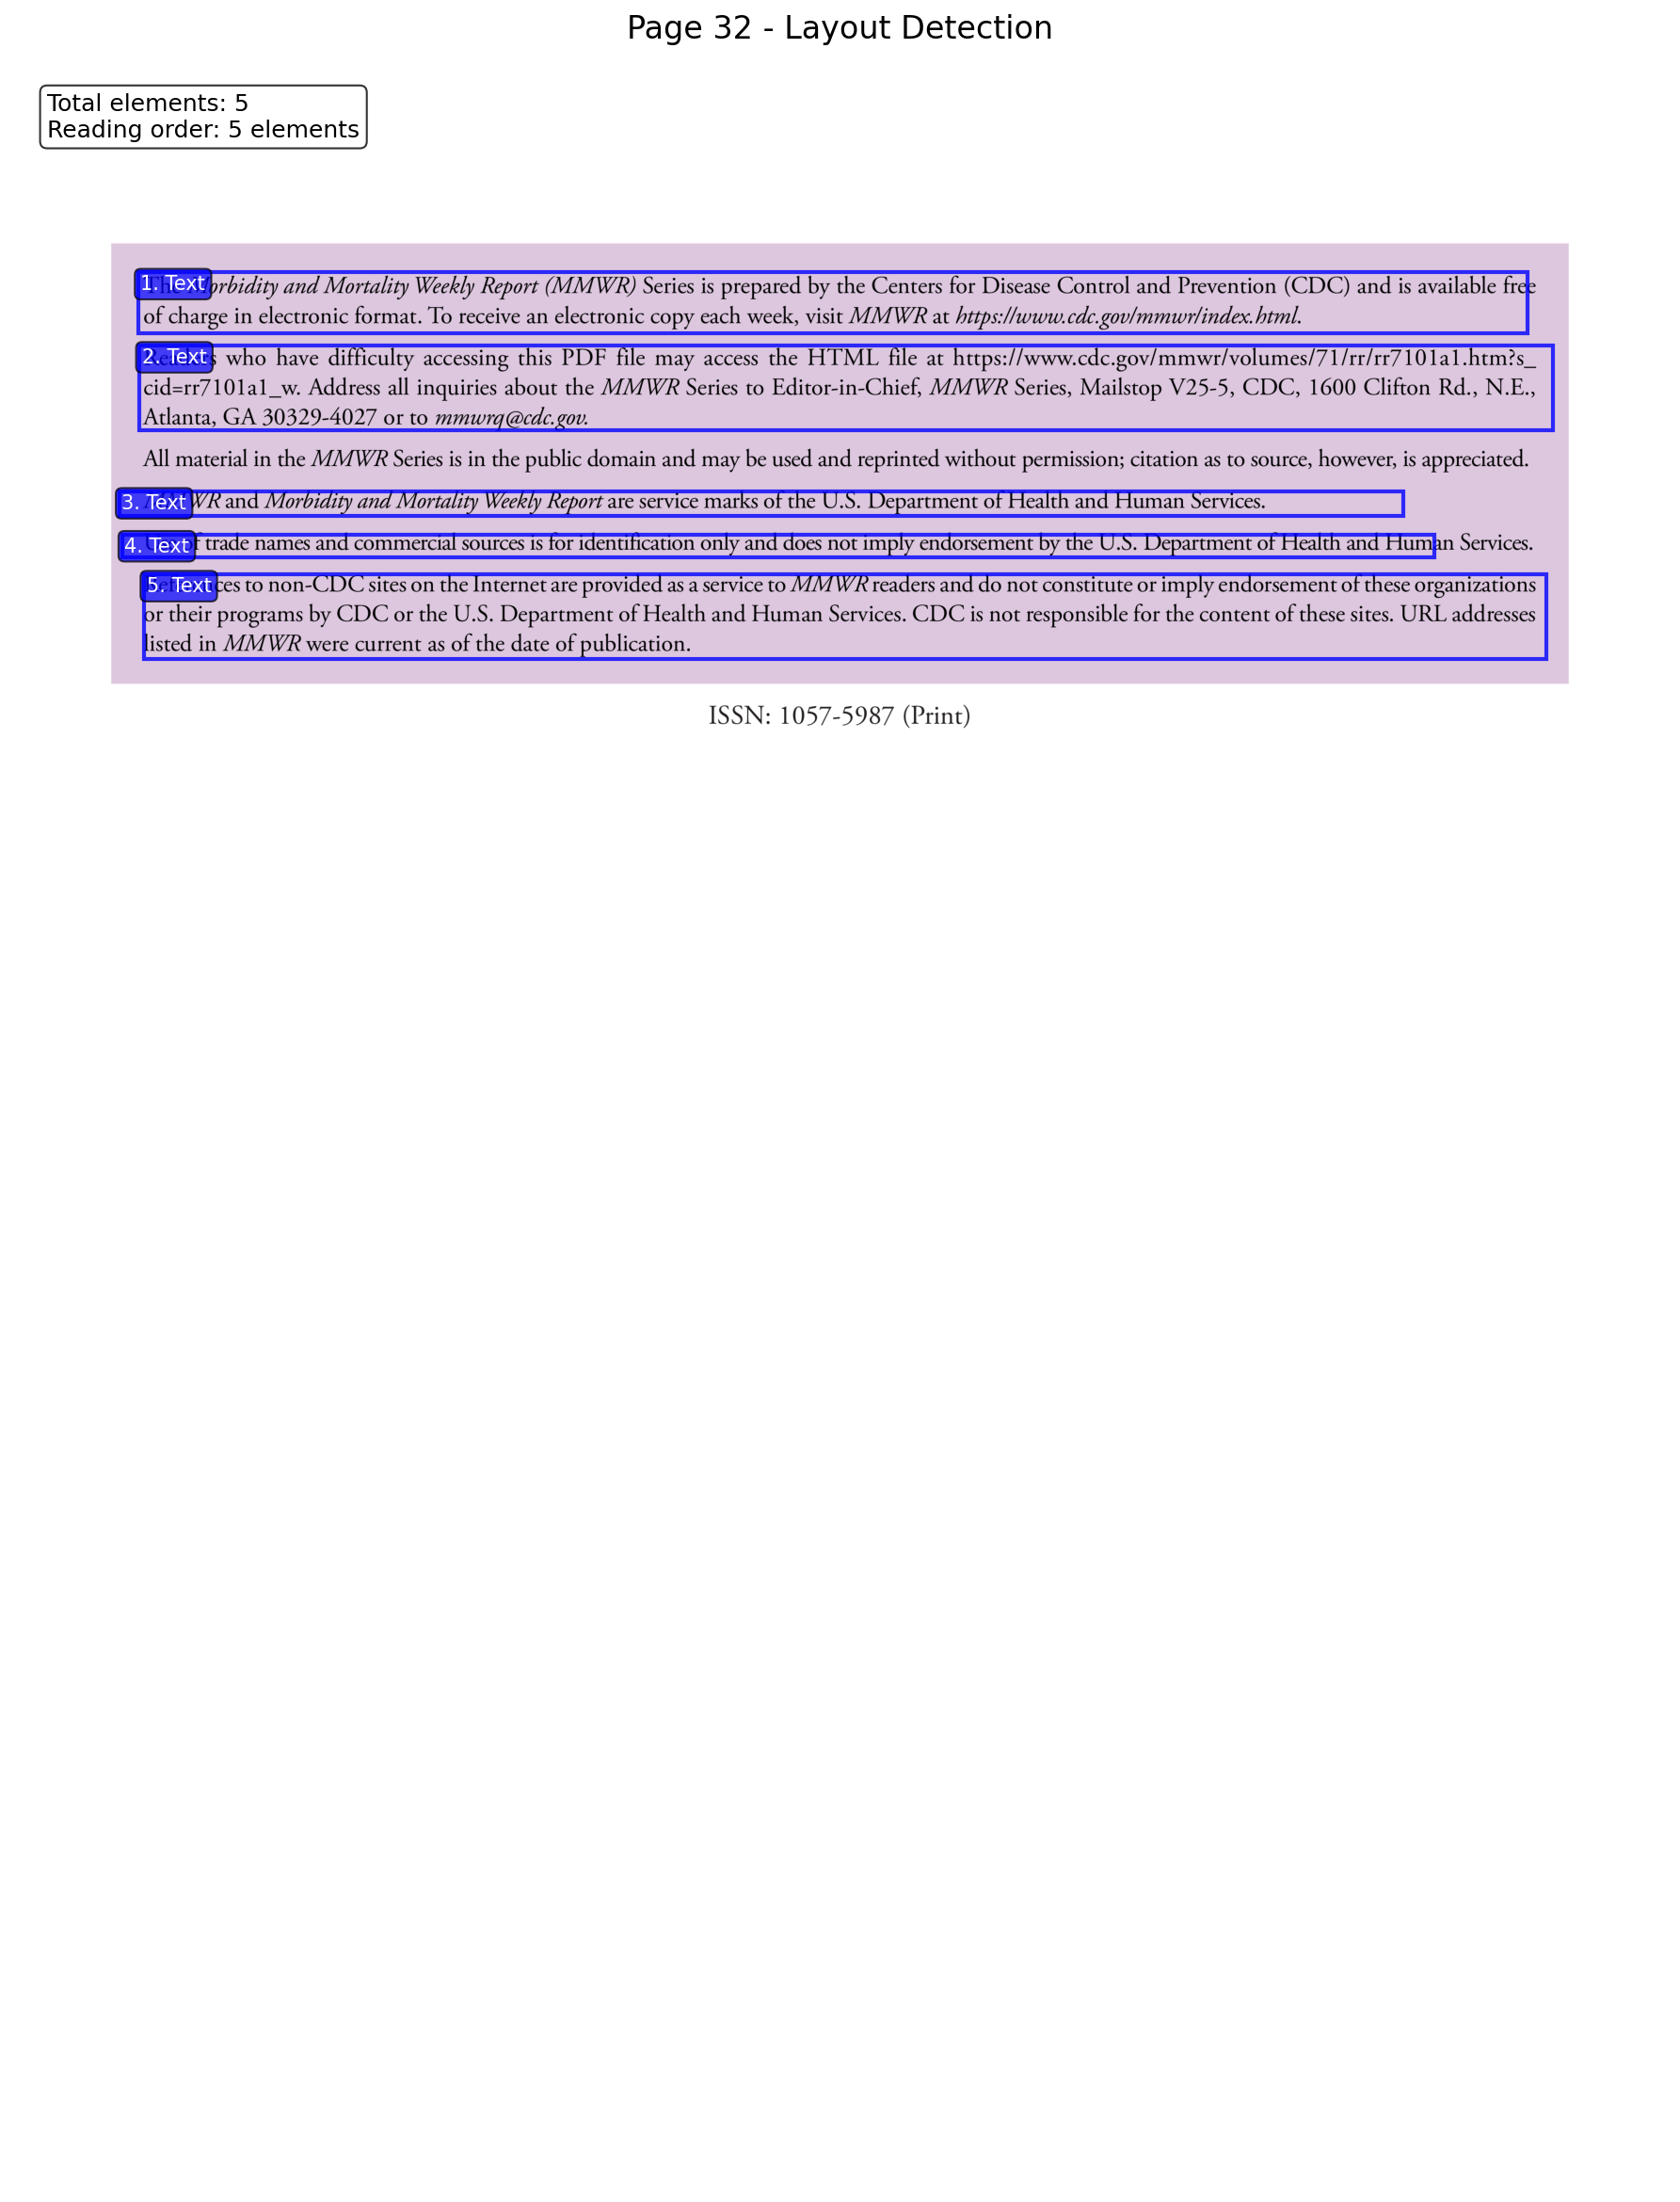 Page 32 - Layout Detection
Total elements: 5
Reading order: 5 elements
1. Text orbidity and Mortality Weekly Report (MMWR) Series is prepared by the Centers for Disease Control and Prevention (CDC) and is available free
of charge in electronic format. To receive an electronic copy each week, visit MMWR at https://www.cdc.gov/mmwr/index.html.
2. Text s who have difficulty accessing this PDF file may access the HTML file at https://www.cdc.gov/mmwr/volumes/71/rr/rr7101a1.htm?s_
cid=rr7101a1_w. Address all inquiries about the MMWR Series to Editor-in-Chief, MMWR Series, Mailstop V25-5, CDC, 1600 Clifton Rd., N.E.,
Atlanta, GA 30329-4027 or to mmwrq@cdc.gov.
All material in the MMWR Series is in the public domain and may be used and reprinted without permission; citation as to source, however, is appreciated.
3. Text WR and Morbidity and Mortality Weekly Report are service marks of the U.S. Department of Health and Human Services.
4. Text f trade names and commercial sources is for identification only and does not imply endorsement by the U.S. Department of Health and Human Services.
5. Text ces to non-CDC sites on the Internet are provided as a service to MMWR readers and do not constitute or imply endorsement of these organizations
or their programs by CDC or the U.S. Department of Health and Human Services. CDC is not responsible for the content of these sites. URL addresses
listed in MMWR were current as of the date of publication.
ISSN: 1057-5987 (Print)